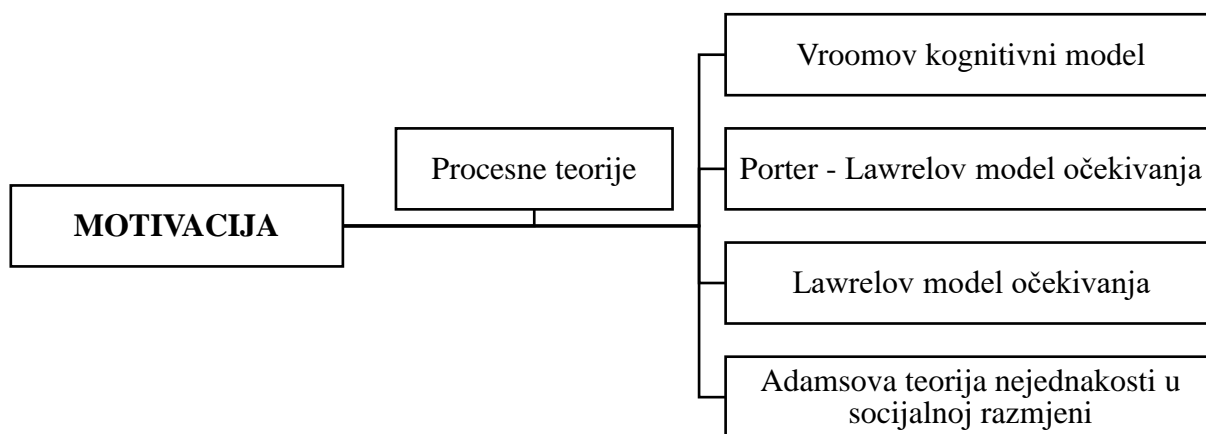 Vroomov kognitivni model
Procesne teorije
Porter - Lawrelov model očekivanja
MOTIVACIJA
Lawrelov model očekivanja
Adamsova teorija nejednakosti u
socijalnoj razmjeni